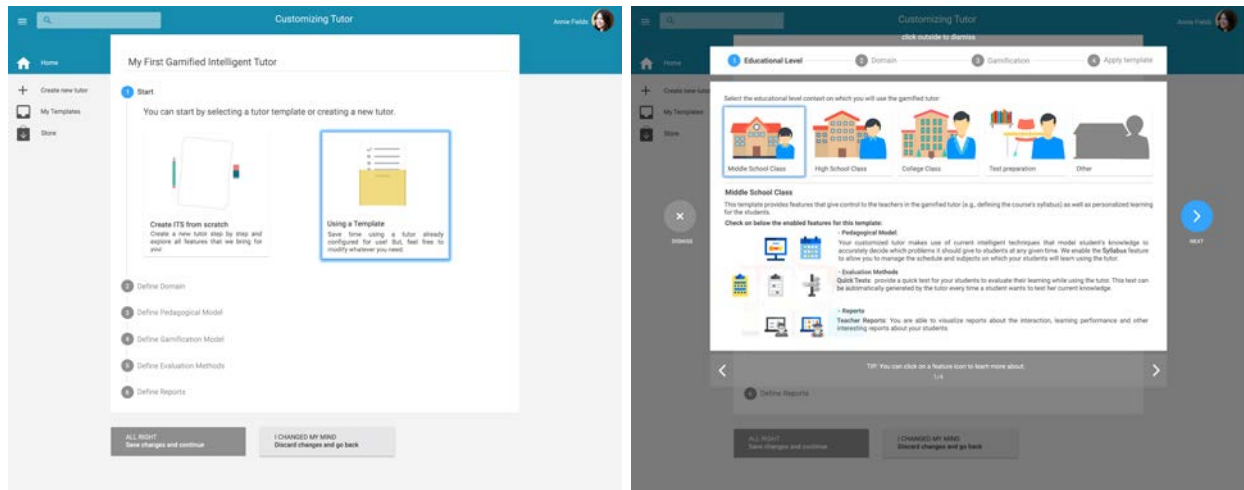 Customizing Tutor
Annie Fields
Home
Create new tutor
My Templates
Store
My First Gamified Intelligent Tutor
1 Start
You can start by selecting a tutor template or creating a new tutor.
Create ITS from scratch
Create a new tutor step by step and
explore all features that we bring for
you!
Using a Template
Save time using a tutor already
configured for use! But, feel free to
modify whatever you need.
2 Define Domain
3 Define Pedagogical Model
4 Define Gamification Model
5 Define Evaluation Methods
6 Define Reports
ALL RIGHT
Save changes and continue
I CHANGED MY MIND
Discard changes and go back
Customizing Tutor
Annie Fields
click outside to dismiss
Home
Create new tutor
My Templates
Store
1 Educational Level
2 Domain
3 Gamification
4 Apply template
Select the educational level context on which you will use the gamified tutor:
Middle School Class
High School Class
College Class
Test preparation
Other
Middle School Class
This template provides features that give control to the teachers in the gamified tutor (e.g., defining the course's syllabus) as well as personalized learning
for the students.
Check on below the enabled features for this template:
- Pedagogical Model:
Your customized tutor makes use of current intelligent techniques that model student's knowledge to
accurately decide which problems it should give to students at any given time. We enable the Syllabus feature
to allow you to manage the schedule and subjects on which your students will learn using the tutor.
- Evaluation Methods
Quick Tests: provide a quick test for your students to evaluate their learning while using the tutor. This test can
be automatically generated by the tutor every time a student wants to test her current knowledge.
- Reports
Teacher Reports: You are able to visualize reports about the interaction, learning performance and other
interesting reports about your students.
DISMISS
NEXT
TIP: You can click on a feature icon to learn more about.
1/4
6 Define Reports
ALL RIGHT
Save changes and continue
I CHANGED MY MIND
Discard changes and go back